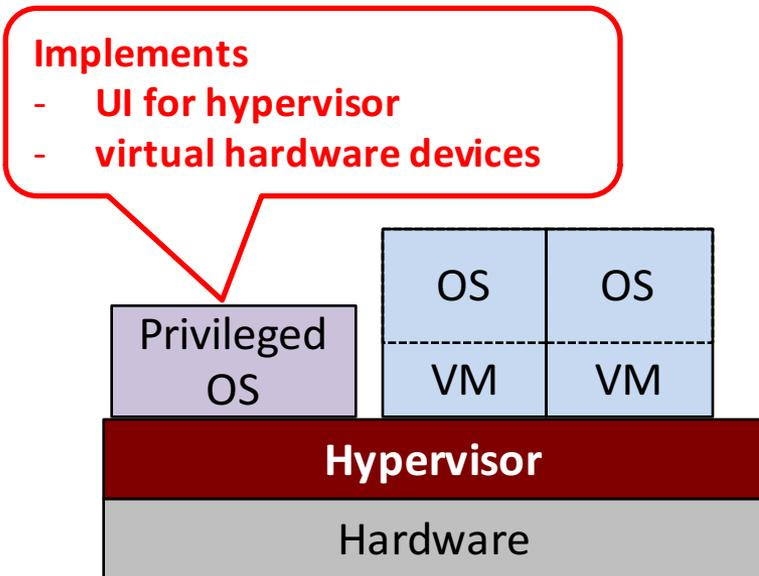 Implements
- UI for hypervisor
- virtual hardware devices
OS OS
Privileged
OS
VM VM
Hypervisor
Hardware